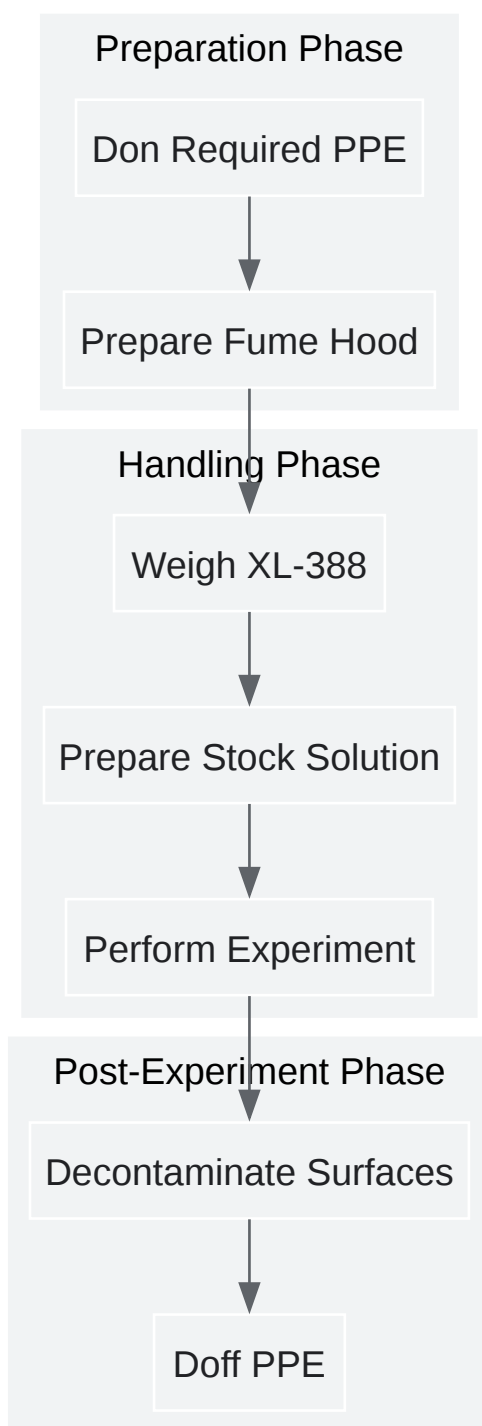 Preparation Phase
Don Required PPE
Prepare Fume Hood
Handling Phase
Weigh XL-388
Prepare Stock Solution
Perform Experiment
Post-Experiment Phase
Decontaminate Surfaces
Doff PPE